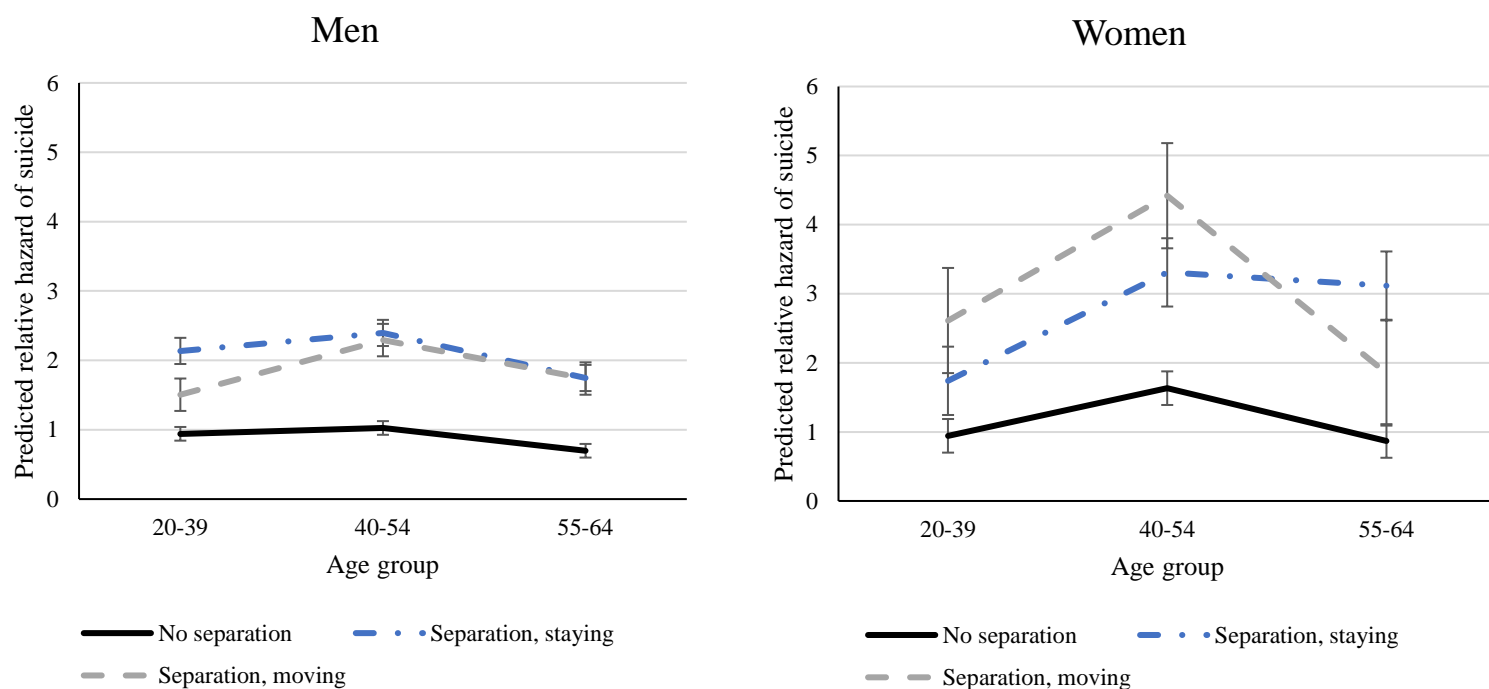 Men
Predicted relative hazard of suicide
6
5
4
3
2
1
0
20-39 40-54 55-64
Age group
No separation Separation, staying
Separation, moving
Women
Predicted relative hazard of suicide
6
5
4
3
2
1
0
20-39 40-54 55-64
Age group
No separation Separation, staying
Separation, moving